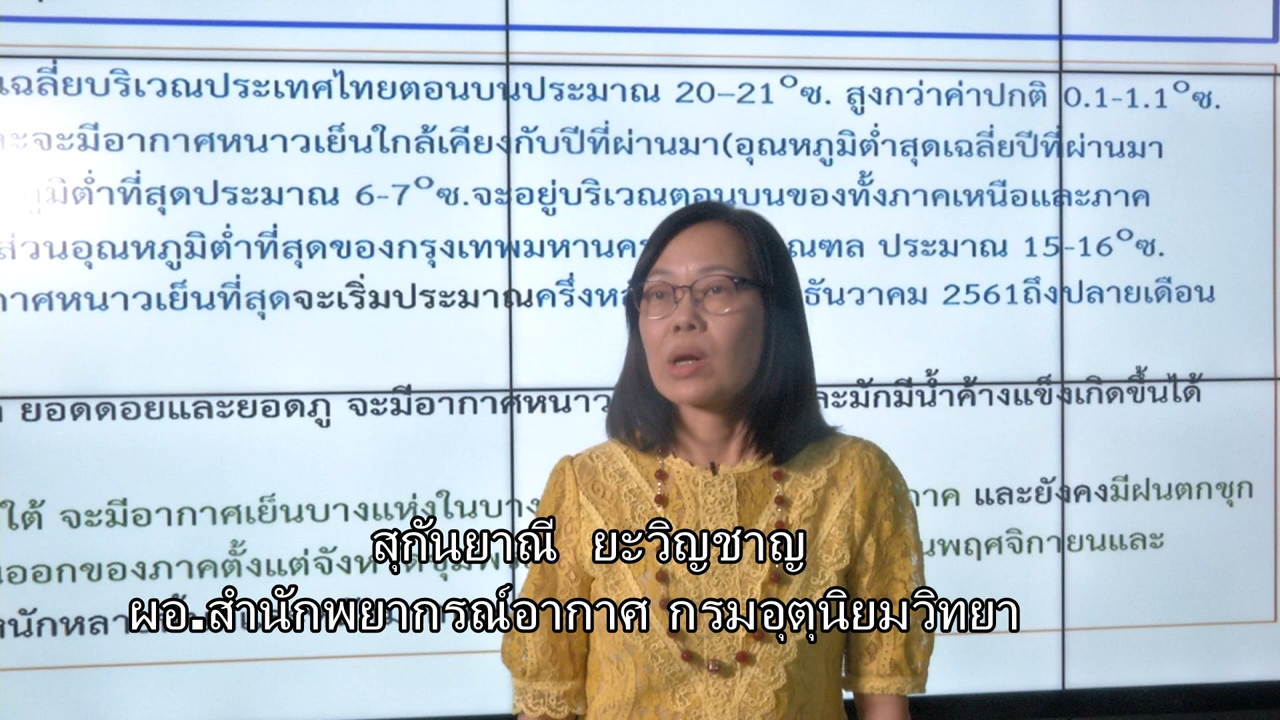 เฉลี่ยบริเวณประเทศไทยตอนบนประมาณ 20–21°ซ. สูงกว่าค่าปกติ 0.1-1.1°ซ.
จะมีอากาศหนาวเย็นใกล้เคียงกับปีที่ผ่านมา(อุณหภูมิต่ำสุดเฉลี่ยปีที่ผ่านมา
ภูมิต่ำที่สุดประมาณ 6-7°ซ.จะอยู่บริเวณตอนบนของทั้งภาคเหนือและภาค
ส่วนอุณหภูมิต่ำที่สุดของกรุงเทพมหานคร ณฑล ประมาณ 15-16°ซ.
กาศหนาวเย็นที่สุดจะเริ่มประมาณครึ่งห ธันวาคม 2561ถึงปลายเดือน
ยอดดอยและยอดภู จะมีอากาศหนาว และมักมีน้ำค้างแข็งเกิดขึ้นได้
ใต้ จะมีอากาศเย็นบางแห่งในบาง ภาค และยังคงมีฝนตกชุก
ออกของภาคตั้งแต่จังหวัดชุมพร นพฤศจิกายนและ
หนักหลาย
สุกันยาณี ยะวิญชาญ
ผอ.สำนักพยากรณ์อากาศ กรมอุตุนิยมวิทยา